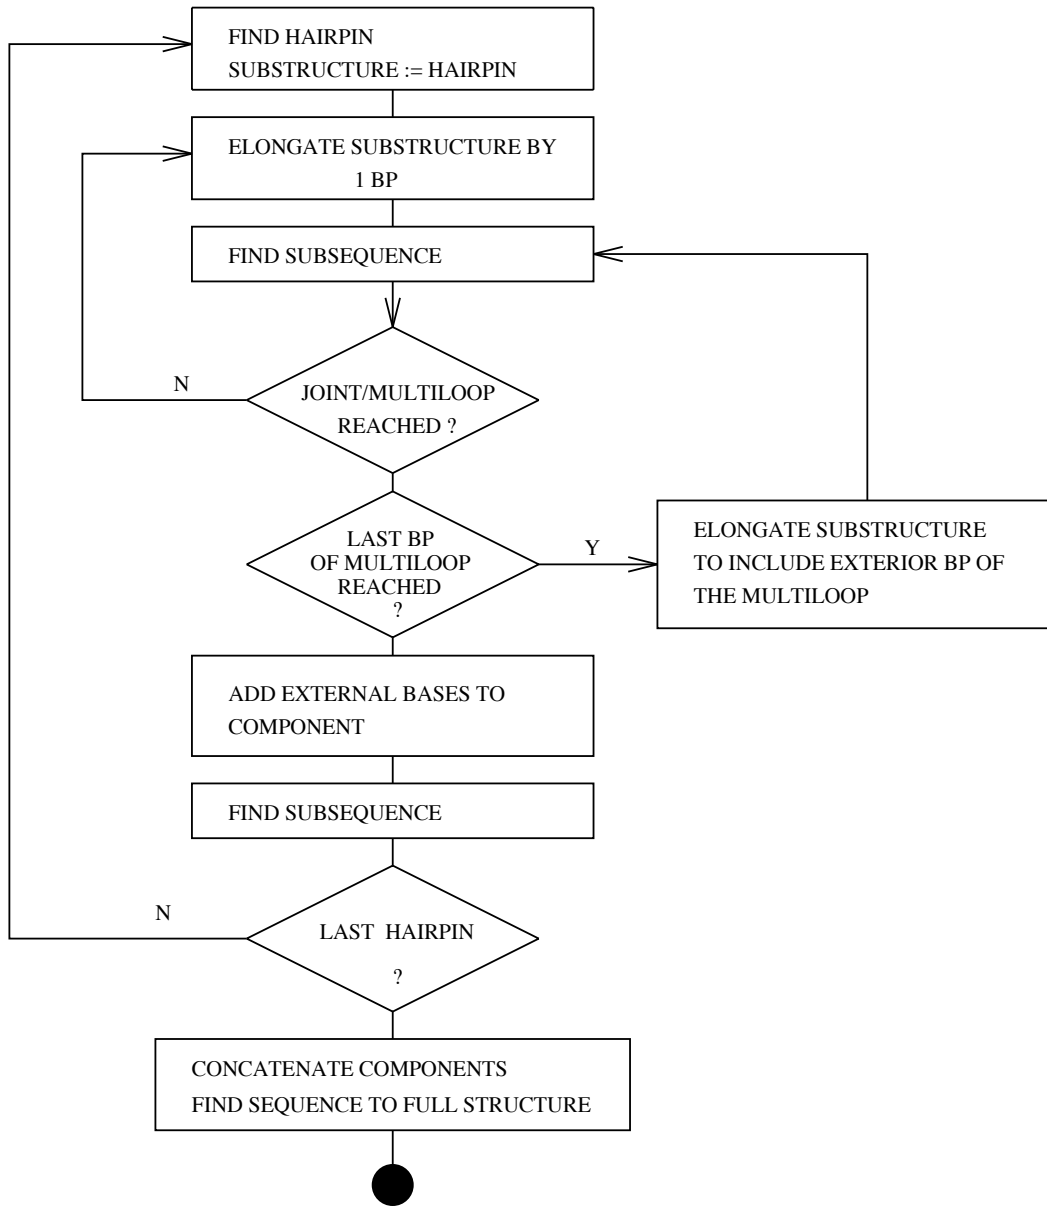 FIND HAIRPIN
SUBSTRUCTURE := HAIRPIN
ELONGATE SUBSTRUCTURE BY
1 BP
FIND SUBSEQUENCE
N
JOINT/MULTILOOP
REACHED ?
LAST BP
OF MULTILOOP
REACHED
?
Y
ELONGATE SUBSTRUCTURE
TO INCLUDE EXTERIOR BP OF
THE MULTILOOP
ADD EXTERNAL BASES TO
COMPONENT
FIND SUBSEQUENCE
N
LAST HAIRPIN
?
CONCATENATE COMPONENTS
FIND SEQUENCE TO FULL STRUCTURE